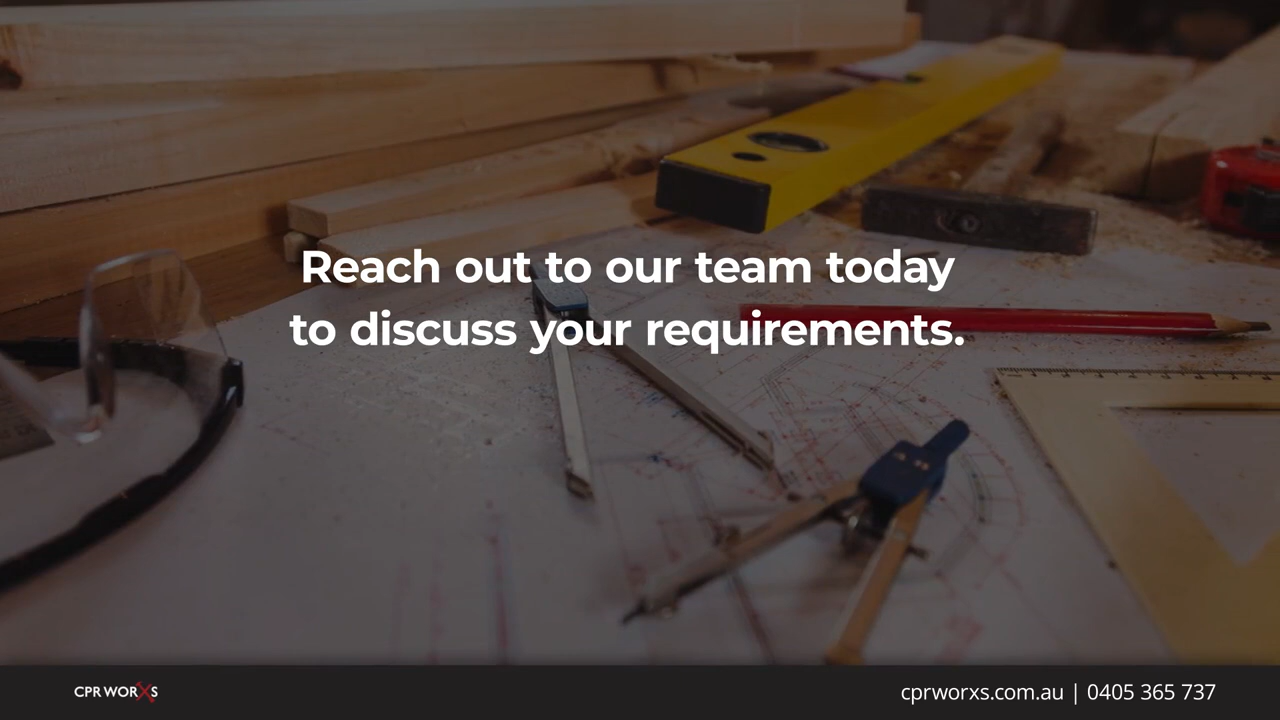 Reach out to our team today
to discuss your requirements.
CPR WORXS
cprworxs.com.au | 0405 365 737